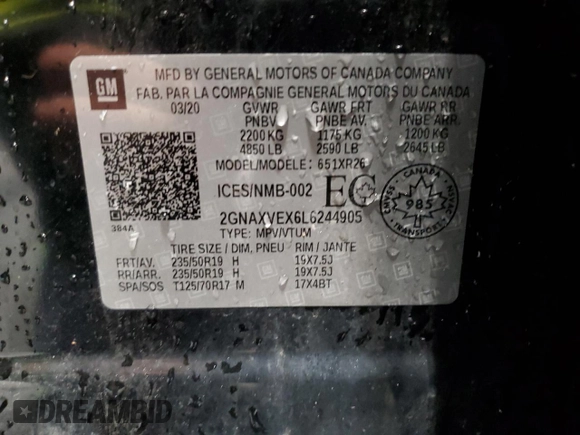 GM
MFD BY GENERAL MOTORS OF CANADA COMPANY
FAB. PAR LA COMPAGNIE GENERAL MOTORS DU CANADA
03/20 GVWR GAWR FRT GAWR RR
PNBV PNBE AV. PNBE ARR.
2200 KG 1175 KG 1200 KG
4850 LB 2590 LB 2645 LB
MODEL/MODELE: 651XR26
ICES/NMB-002 EG
CANADA 985 TRANS
384A
2GNAXVEX6L6244905
TYPE: MPV/VTUM
TIRE SIZE / DIM. PNEU RIM / JANTE
FRT/AV. 235/50R19 H 19X7.5J
RR/ARR. 235/50R19 H 19X7.5J
SPA/SOS T125/70R17 M 17X4BT
DREAMBID